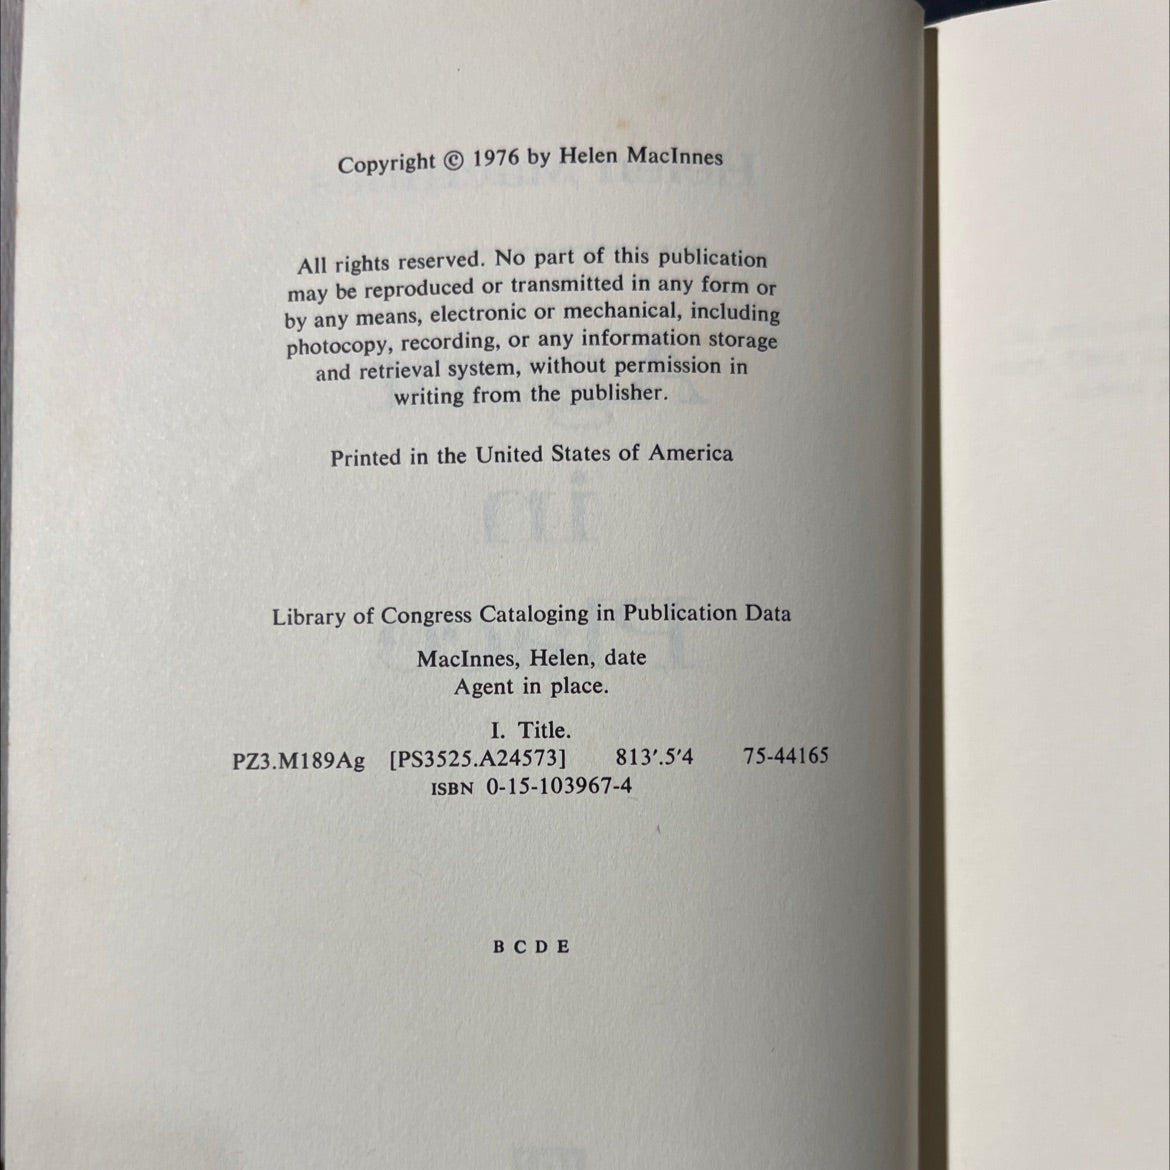 Copyright © 1976 by Helen MacInnes
All rights reserved. No part of this publication
may be reproduced or transmitted in any form or
by any means, electronic or mechanical, including
photocopy, recording, or any information storage
and retrieval system, without permission in
writing from the publisher.
Printed in the United States of America
Library of Congress Cataloging in Publication Data
MacInnes, Helen, date
Agent in place.
I. Title.
PZ3.M189Ag [PS3525.A24573] 813′.5′4 75-44165
ISBN 0-15-103967-4
B C D E